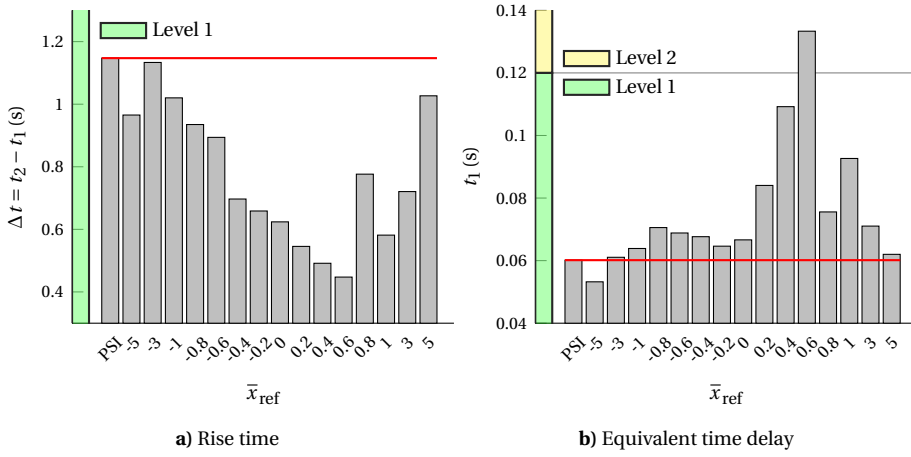 Level 1
1.2
1
0.8
0.6
0.4
Δt = t₂ − t₁ (s)
PSI -5 -3 -1 -0.8 -0.6 -0.4 -0.2 0 0.2 0.4 0.6 0.8 1 3 5
x̅ref
a) Rise time
0.14
0.12
0.1
0.08
0.06
0.04
Level 2
Level 1
t₁ (s)
PSI -5 -3 -1 -0.8 -0.6 -0.4 -0.2 0 0.2 0.4 0.6 0.8 1 3 5
x̅ref
b) Equivalent time delay